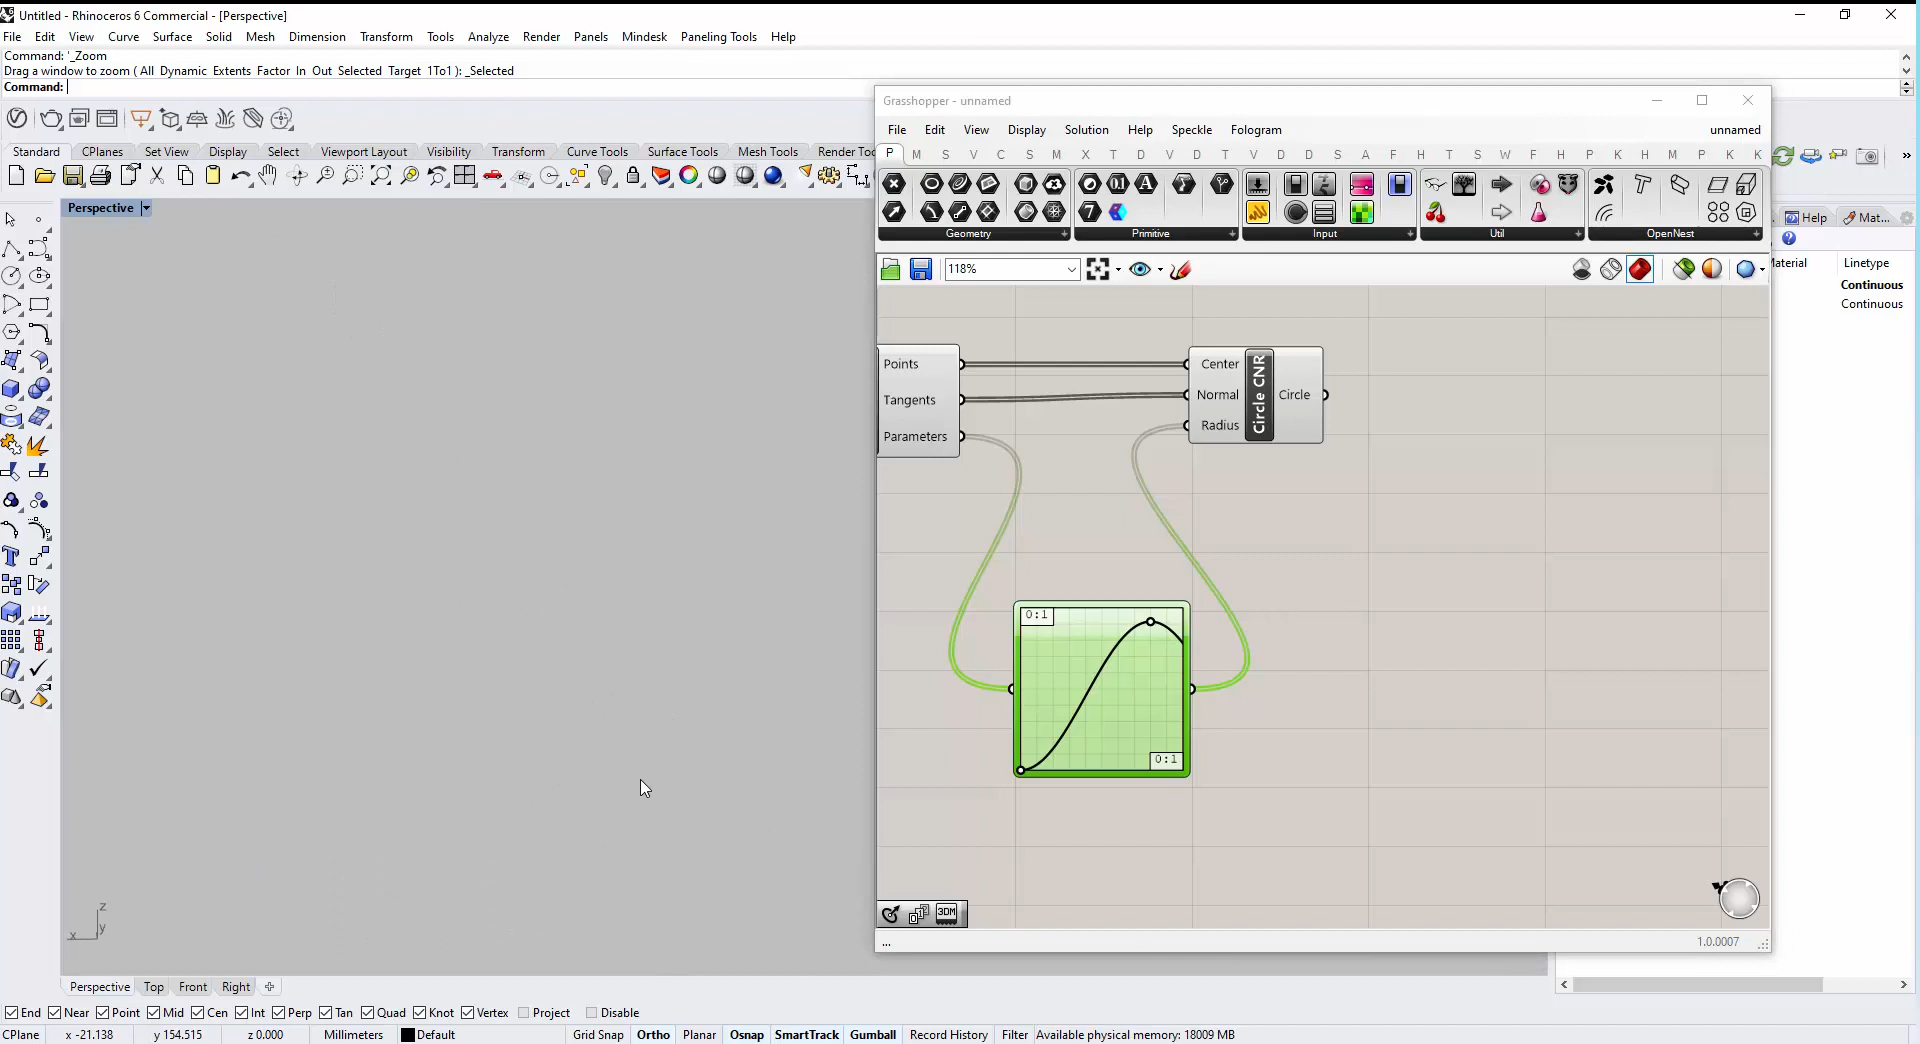 Untitled - Rhinoceros 6 Commercial - [Perspective]
File Edit View Curve Surface Solid Mesh Dimension Transform Tools Analyze Render Panels Mindesk Paneling Tools Help
Command: '_Zoom
Drag a window to zoom ( All Dynamic Extents Factor In Out Selected Target 1To1 ): _Selected
Command:
Standard CPlanes Set View Display Select Viewport Layout Visibility Transform Curve Tools Surface Tools Mesh Tools Render Too
Perspective
Grasshopper - unnamed
File Edit View Display Solution Help Speckle Fologram unnamed
P M S V C S M X T D V D T V D D S A F H T S W F H P K H M P K K
Geometry Primitive Input Util OpenNest
118%
Help Mat...
Material Linetype
Continuous
Continuous
Points
Tangents
Parameters
Center
Normal
Radius
Circle CNR
Circle
0:1
0:1
3DM
...
1.0.0007
z
x y
Perspective Top Front Right
End Near Point Mid Cen Int Perp Tan Quad Knot Vertex Project Disable
CPlane x -21.138 y 154.515 z 0.000 Millimeters Default Grid Snap Ortho Planar Osnap SmartTrack Gumball Record History Filter Available physical memory: 18009 MB